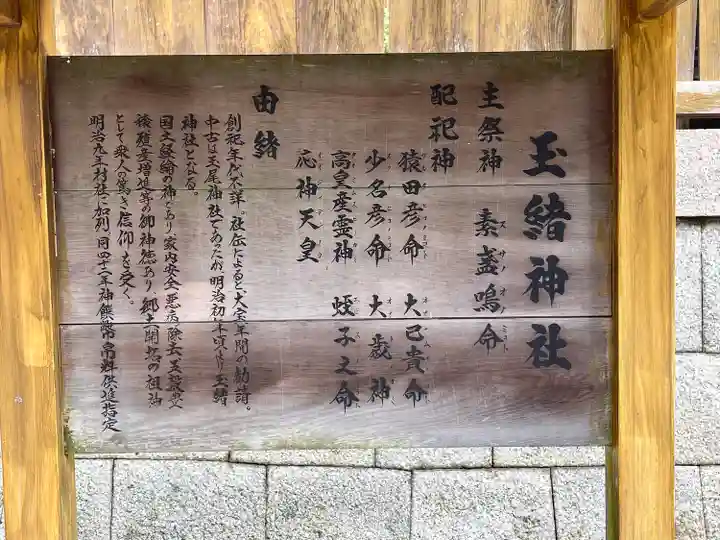 玉緒神社
主祭神　素盞嗚命
配祀神
猿田彦命　大己貴命
少名彦命　大歳神
高皇産霊神　蛭子之命
応神天皇
由緒
創祀年代不詳。社伝によると大宝年間の勧請。
中古は玉尾神社であったが明治初年頃より玉緒
神社となる。
国土経綸の神であり、家内安全、悪病除去、五穀豊
穣殖産増進等の御神徳あり、郷土開拓の祖神
として衆人の篤き信仰を受く。
明治九年村社に加列、同四十二年神饌幣帛料供進指定